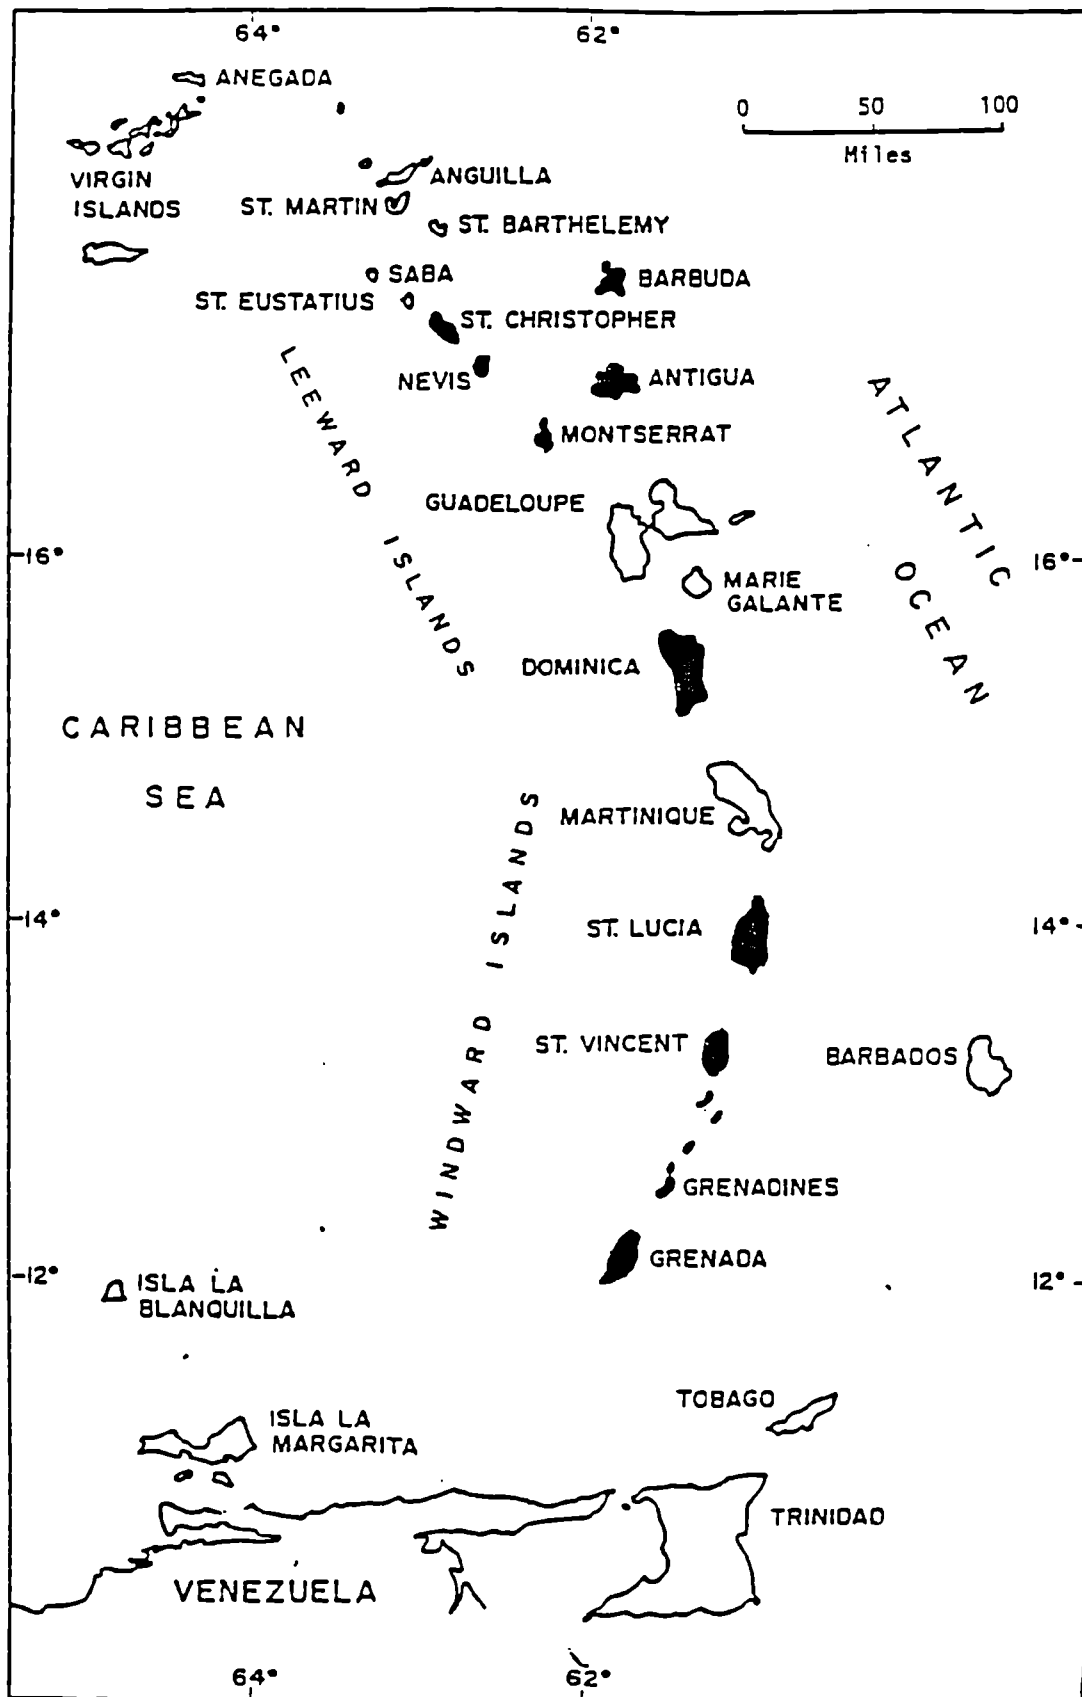 64° 62°
ANEGADA
0 50 100
Miles
VIRGIN
ISLANDS
ANGUILLA
ST. MARTIN
ST. BARTHELEMY
SABA
BARBUDA
ST. EUSTATIUS
ST. CHRISTOPHER
NEVIS
ANTIGUA
MONTSERRAT
LEEWARD ISLANDS
ATLANTIC
OCEAN
GUADELOUPE
16° 16°
MARIE
GALANTE
DOMINICA
CARIBBEAN
SEA
MARTINIQUE
WINDWARD ISLANDS
14° 14°
ST. LUCIA
ST. VINCENT
BARBADOS
GRENADINES
GRENADA
12° 12°
ISLA LA
BLANQUILLA
TOBAGO
ISLA LA
MARGARITA
TRINIDAD
VENEZUELA
64° 62°